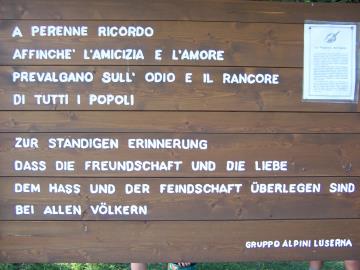 A PERENNE RICORDO
AFFINCHE' L'AMICIZIA E L'AMORE
PREVALGANO SULL' ODIO E IL RANCORE
DI TUTTI I POPOLI
ZUR STANDIGEN ERINNERUNG
DASS DIE FREUNDSCHAFT UND DIE LIEBE
DEM HASS UND DER FEINDSCHAFT ÜBERLEGEN SIND
BEI ALLEN VÖLKERN
GRUPPO ALPINI LUSERNA